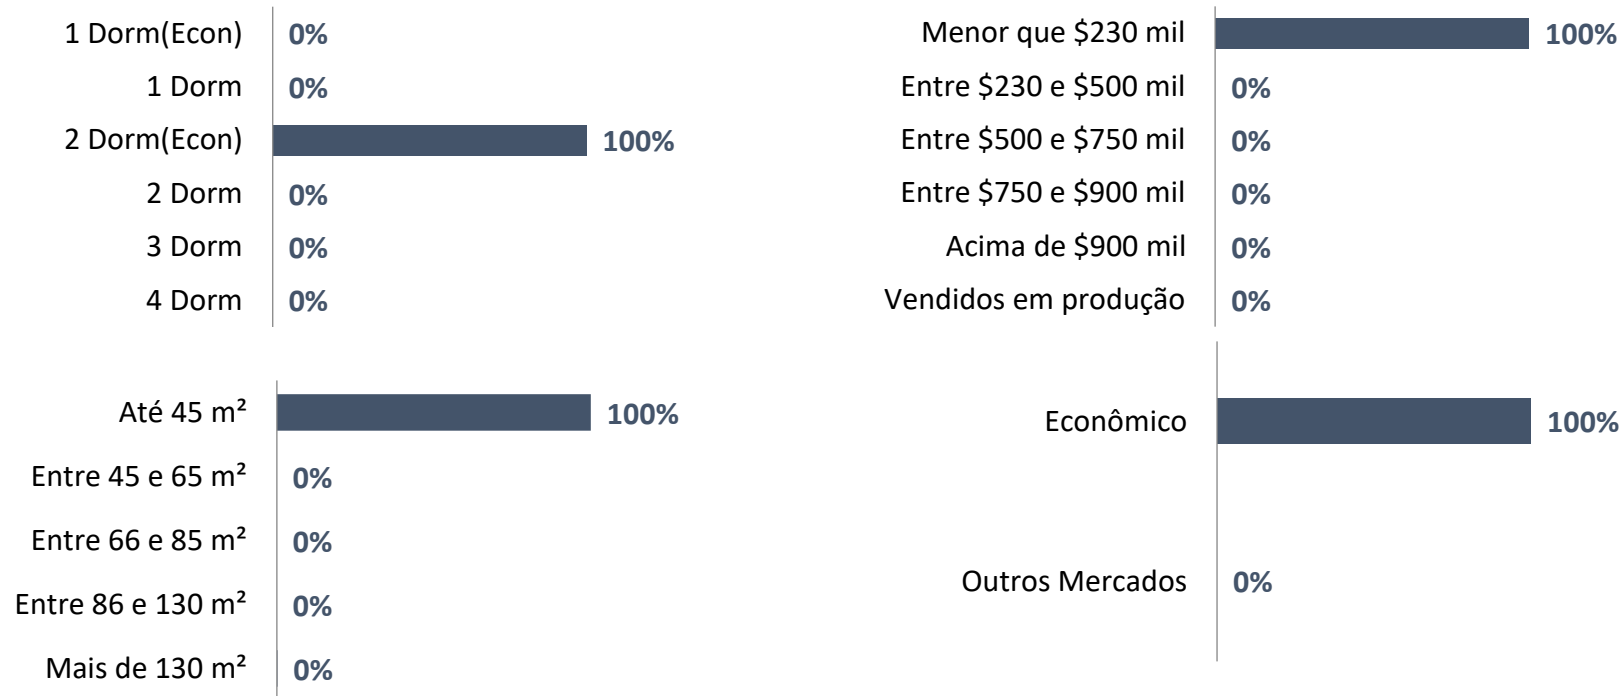 1 Dorm(Econ) 0%
1 Dorm 0%
2 Dorm(Econ) 100%
2 Dorm 0%
3 Dorm 0%
4 Dorm 0%
Menor que $230 mil 100%
Entre $230 e $500 mil 0%
Entre $500 e $750 mil 0%
Entre $750 e $900 mil 0%
Acima de $900 mil 0%
Vendidos em produção 0%
Até 45 m² 100%
Entre 45 e 65 m² 0%
Entre 66 e 85 m² 0%
Entre 86 e 130 m² 0%
Mais de 130 m² 0%
Econômico 100%
Outros Mercados 0%